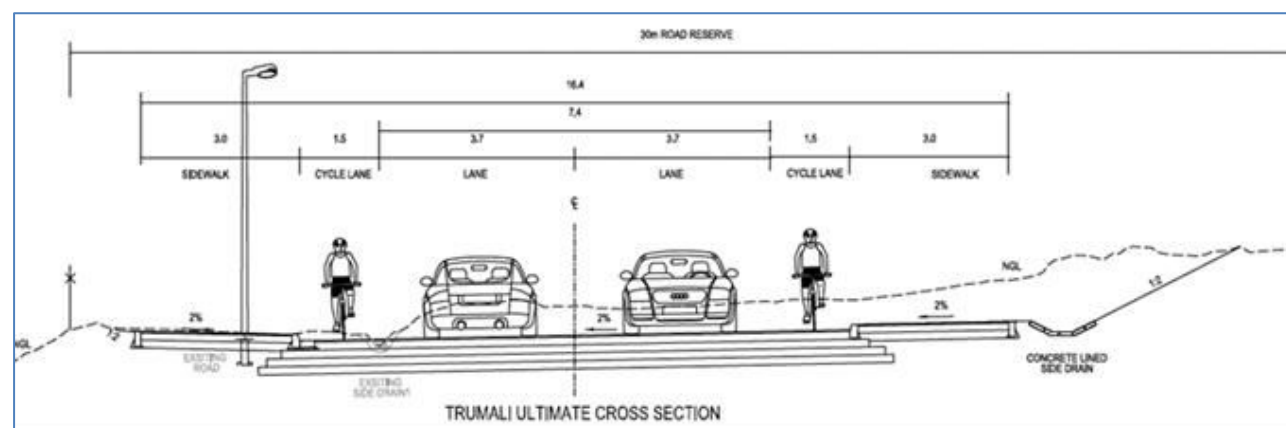 30m ROAD RESERVE
16,4
7,4
3.0 1.5 3.7 3.7 1,5 3.0
SIDEWALK CYCLE LANE LANE LANE CYCLE LANE SIDEWALK
NGL
1:2
2% 2% 2%
NGL
EXISTING
ROAD
CONCRETE LINED
SIDE DRAIN
EXSITING
SIDE DRAIN1
TRUMALI ULTIMATE CROSS SECTION